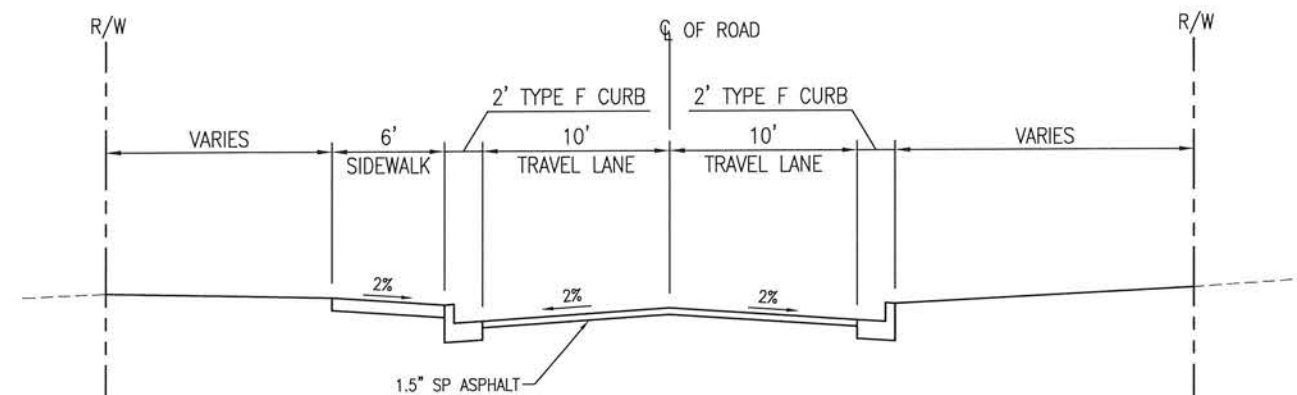 R/W
℄ OF ROAD
R/W
2' TYPE F CURB
2' TYPE F CURB
VARIES
6'
SIDEWALK
10'
TRAVEL LANE
10'
TRAVEL LANE
VARIES
2%
2%
2%
1.5" SP ASPHALT